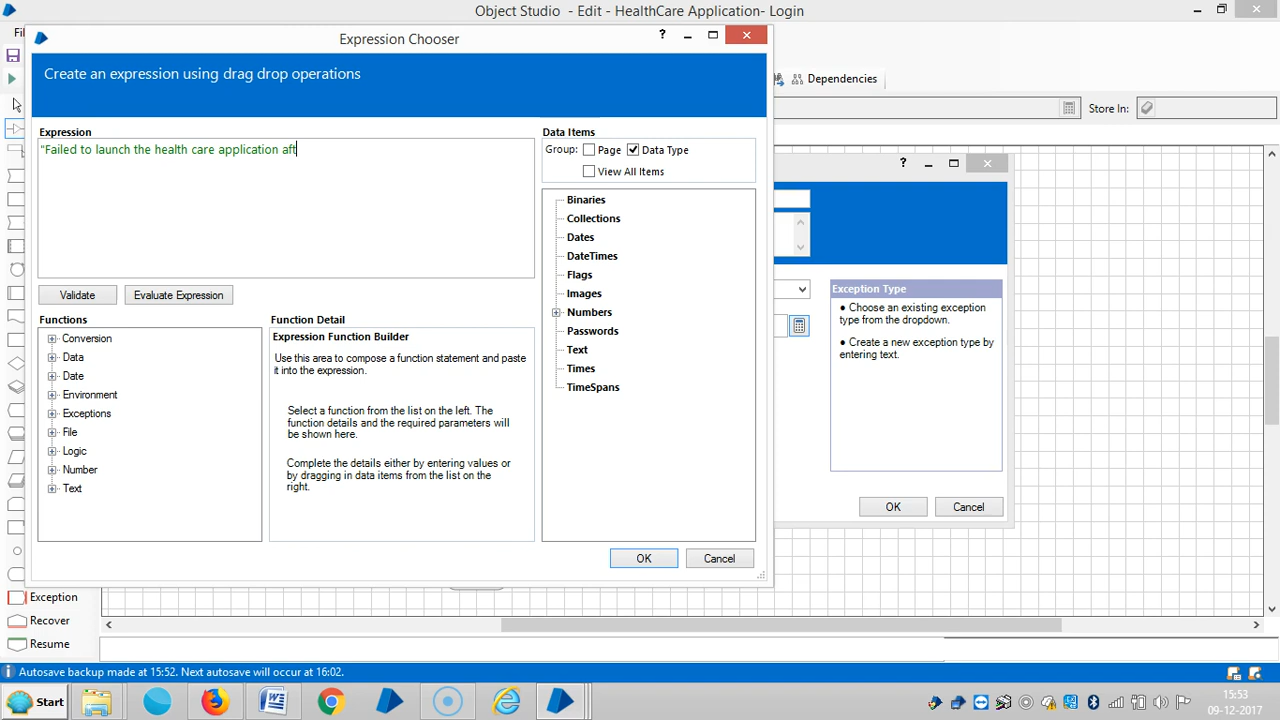 Object Studio - Edit - HealthCare Application- Login
Fi
Expression Chooser
?
Create an expression using drag drop operations
Dependencies
Store In:
Expression
"Failed to launch the health care application aft
Data Items
Group: Page Data Type
View All Items
Binaries
Collections
Dates
DateTimes
Flags
Images
Numbers
Passwords
Text
Times
TimeSpans
Validate
Evaluate Expression
Functions
Conversion
Data
Date
Environment
Exceptions
File
Logic
Number
Text
Function Detail
Expression Function Builder
Use this area to compose a function statement and paste
it into the expression.
Select a function from the list on the left. The
function details and the required parameters will
be shown here.
Complete the details either by entering values or
by dragging in data items from the list on the
right.
OK
Cancel
?
Exception Type
• Choose an existing exception
type from the dropdown.
• Create a new exception type by
entering text.
OK
Cancel
Exception
Recover
Resume
Autosave backup made at 15:52. Next autosave will occur at 16:02.
Start
15:53
09-12-2017